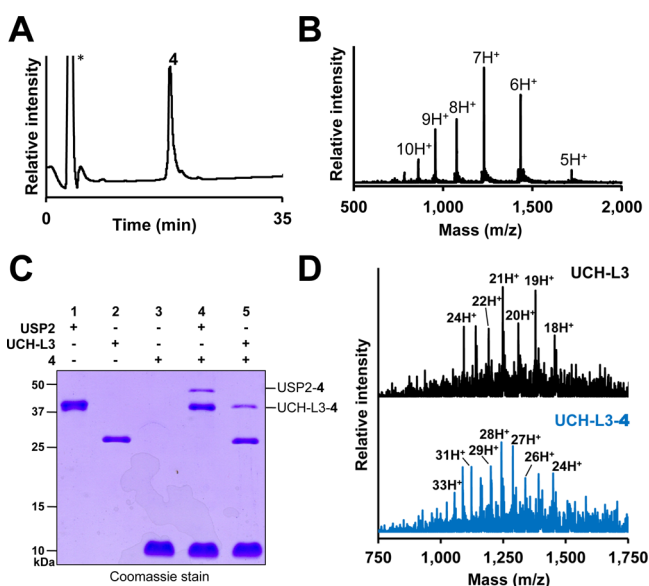 A
Relative intensity
*
4
0
35
Time (min)
B
Relative intensity
10H+
9H+
8H+
7H+
6H+
5H+
500
1,000
1,500
2,000
Mass (m/z)
C
1 2 3 4 5
USP2 + - - + -
UCH-L3 - + - - +
4 - - + + +
50
37
25
15
10
kDa
USP2-4
UCH-L3-4
Coomassie stain
D
Relative intensity
UCH-L3
24H+
22H+
21H+
20H+
19H+
18H+
UCH-L3-4
33H+
31H+
29H+
28H+
27H+
26H+
24H+
750
1,000
1,250
1,500
1,750
Mass (m/z)